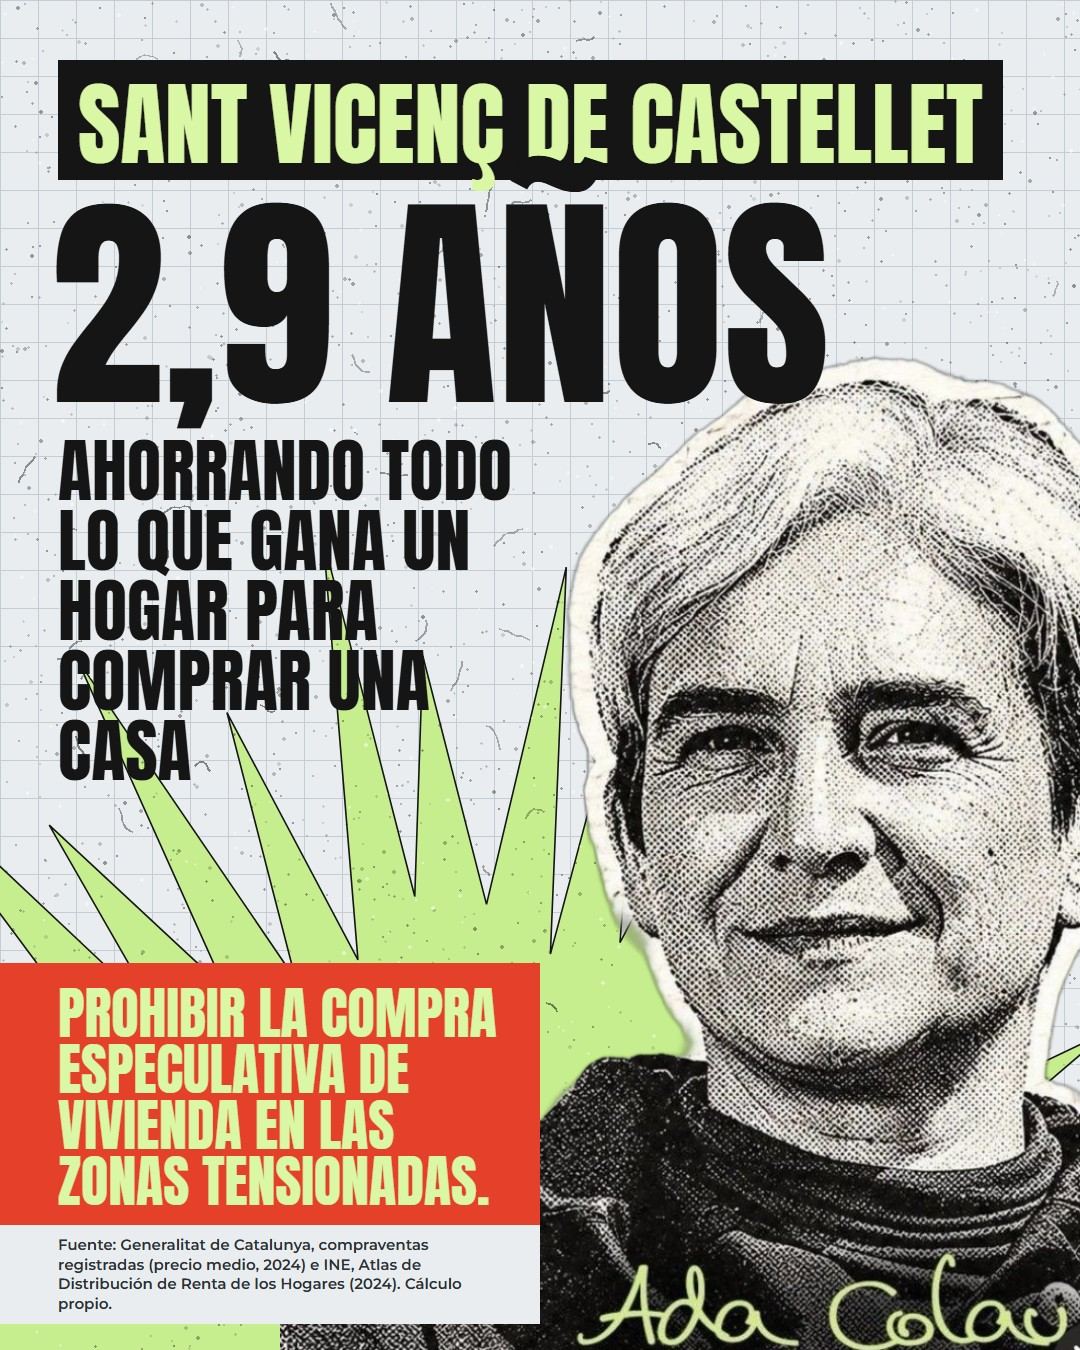 SANT VICENÇ DE CASTELLET
2,9 AÑOS
AHORRANDO TODO
LO QUE GANA UN
HOGAR PARA
COMPRAR UNA
CASA
PROHIBIR LA COMPRA
ESPECULATIVA DE
VIVIENDA EN LAS
ZONAS TENSIONADAS.
Fuente: Generalitat de Catalunya, compraventas
registradas (precio medio, 2024) e INE, Atlas de
Distribución de Renta de los Hogares (2024). Cálculo
propio.
Ada Colau